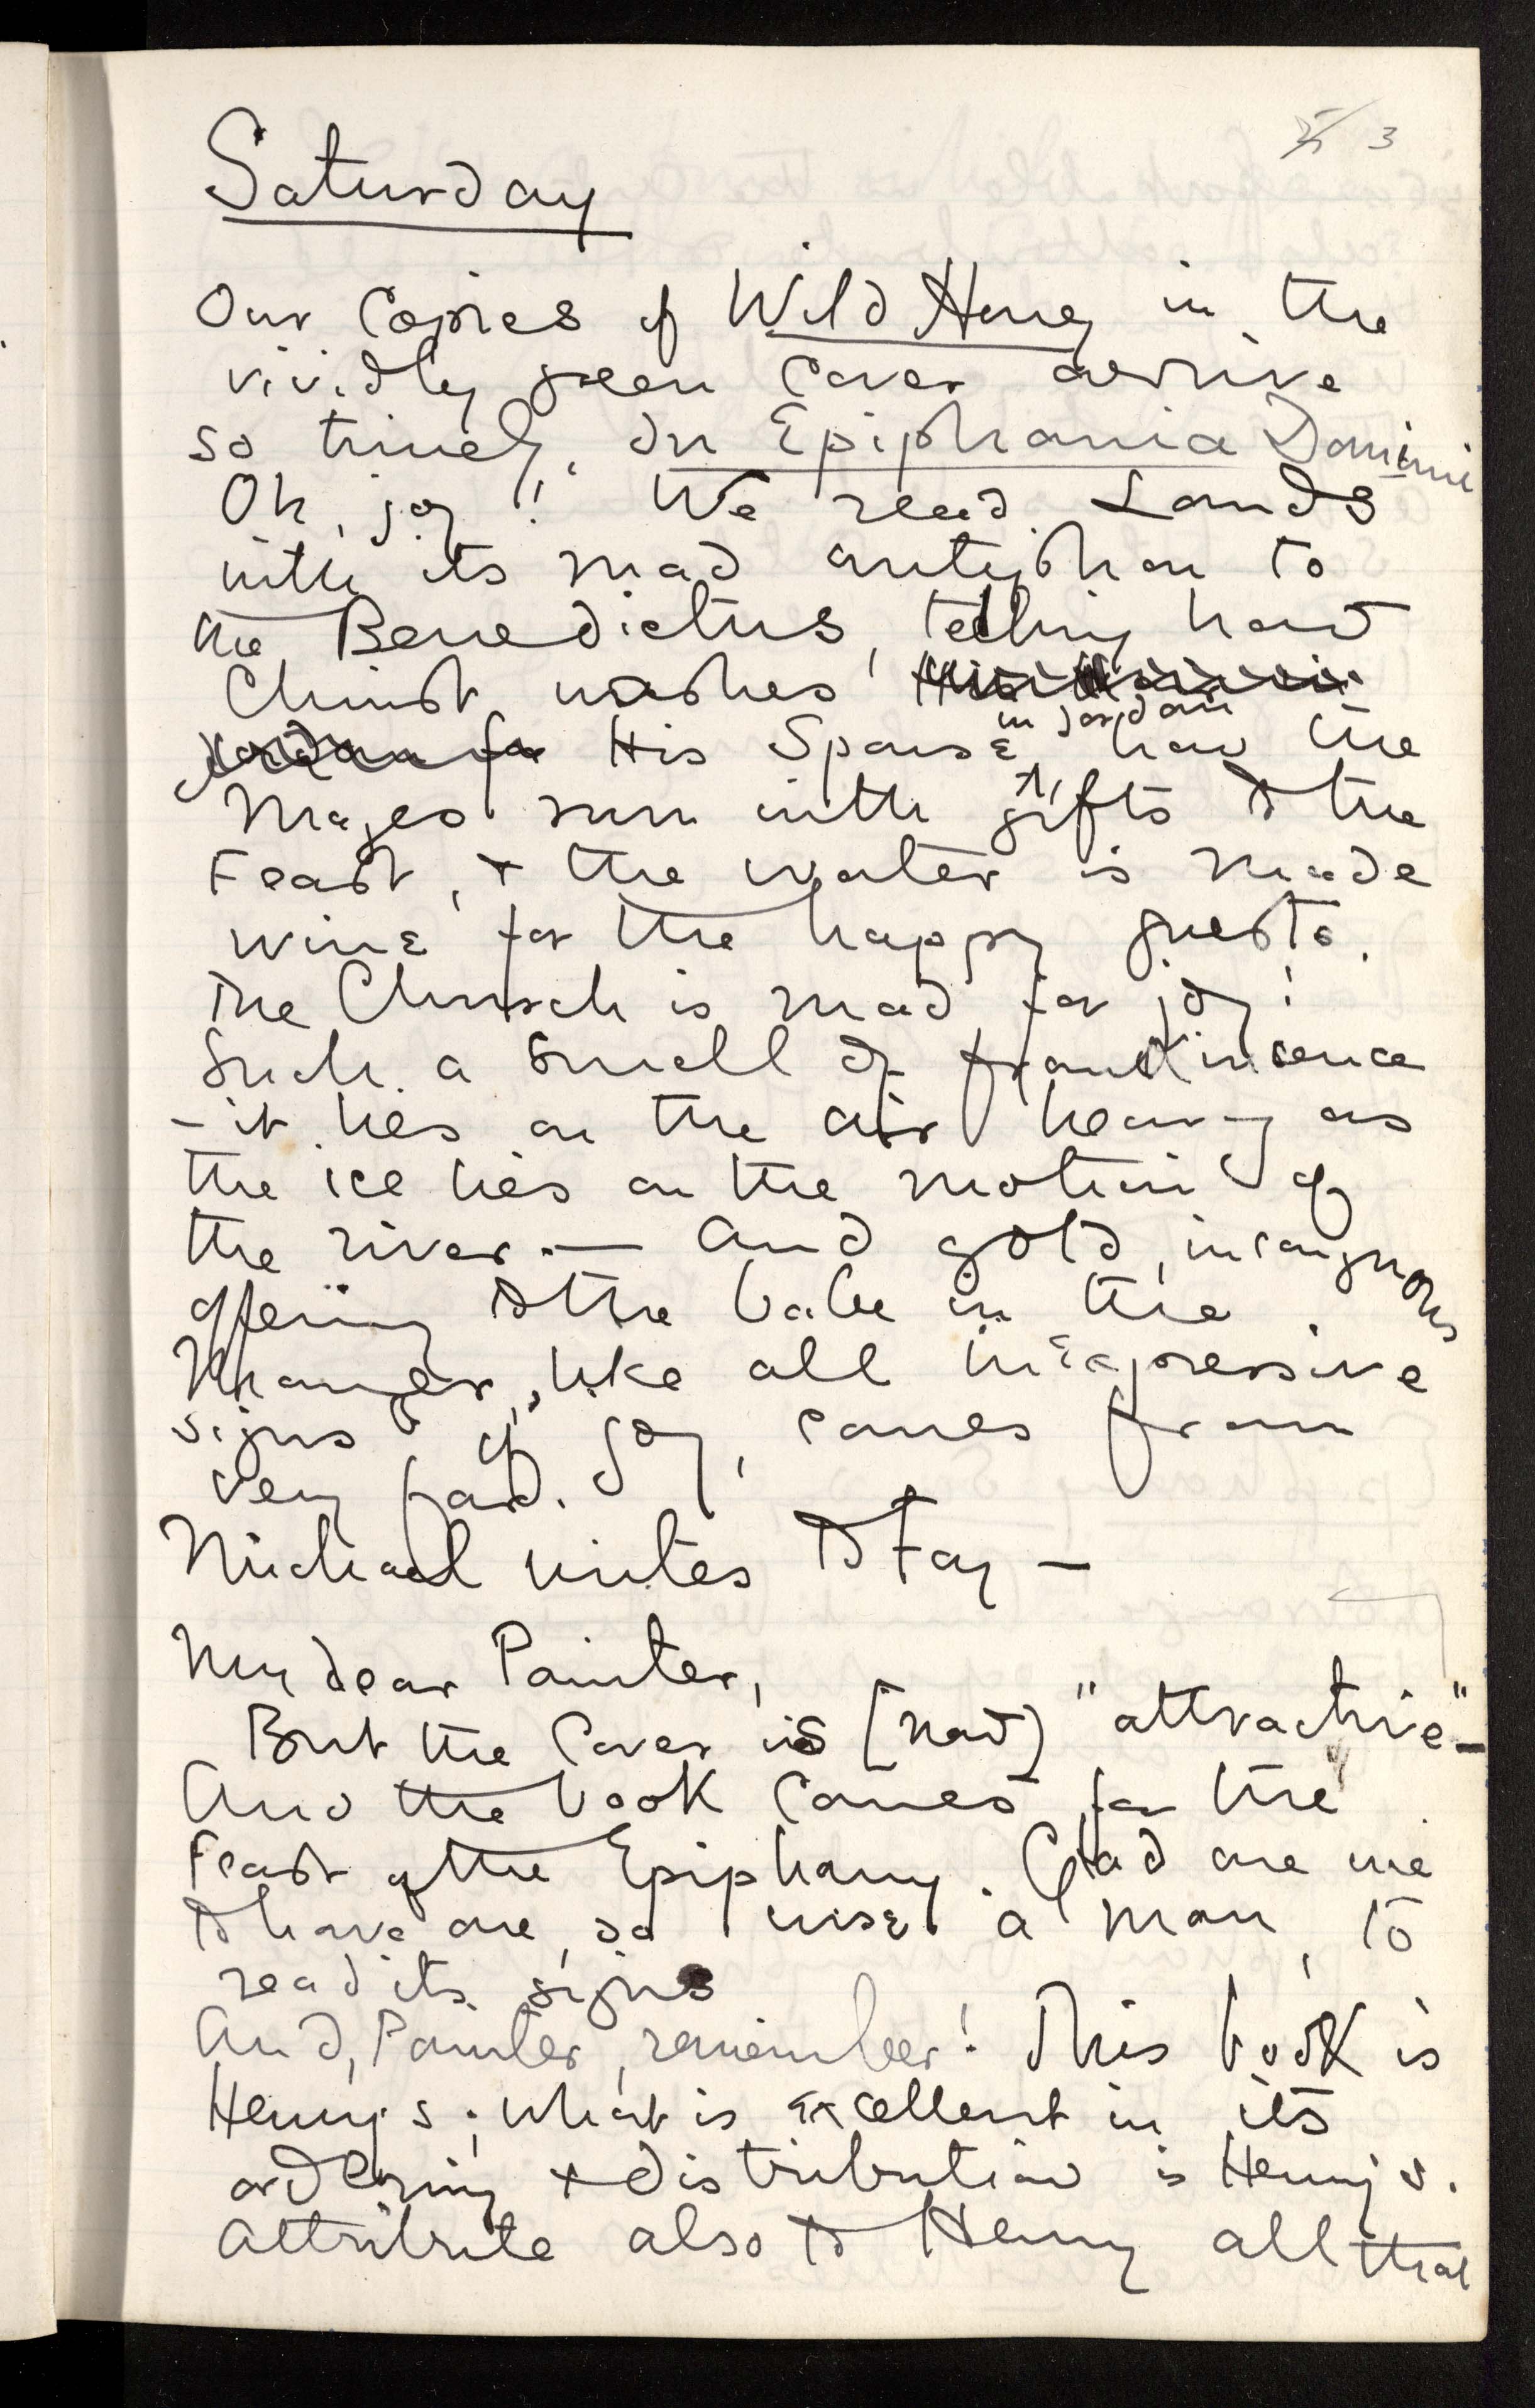 3
Saturday
Our Copies of Wild Honey in the
vividly green Cover arrive
so timely, In Epiphania Domini
Oh, joy! We read Lauds
with its mad antiphon to
the Benedictus, telling how
Christ washes His
Jordan for His Spouse in Jordan how the
Mages run with gifts to the
Feast, & the water is made
wine for the happy guests.
The Church is mad for joy!
Such a smell of frankincence
- it lies on the air heavy as
the ice lies on the motion of
the river. — And gold, incongruous
offering to the babe in the
Manger, like all inexpressive
signs of joy, comes from
very far.
Michael writes to Fay —
My dear Painter,
But the Cover is [not] "attractive" —
And the book comes for the
Feast of the Epiphany. Glad are we
to have one, so wise a man, to
read its signs
And, Painter, remember! This book is
Henry's; what is excellent in its
ordering & distribution is Henry's.
Attribute also to Henry all that